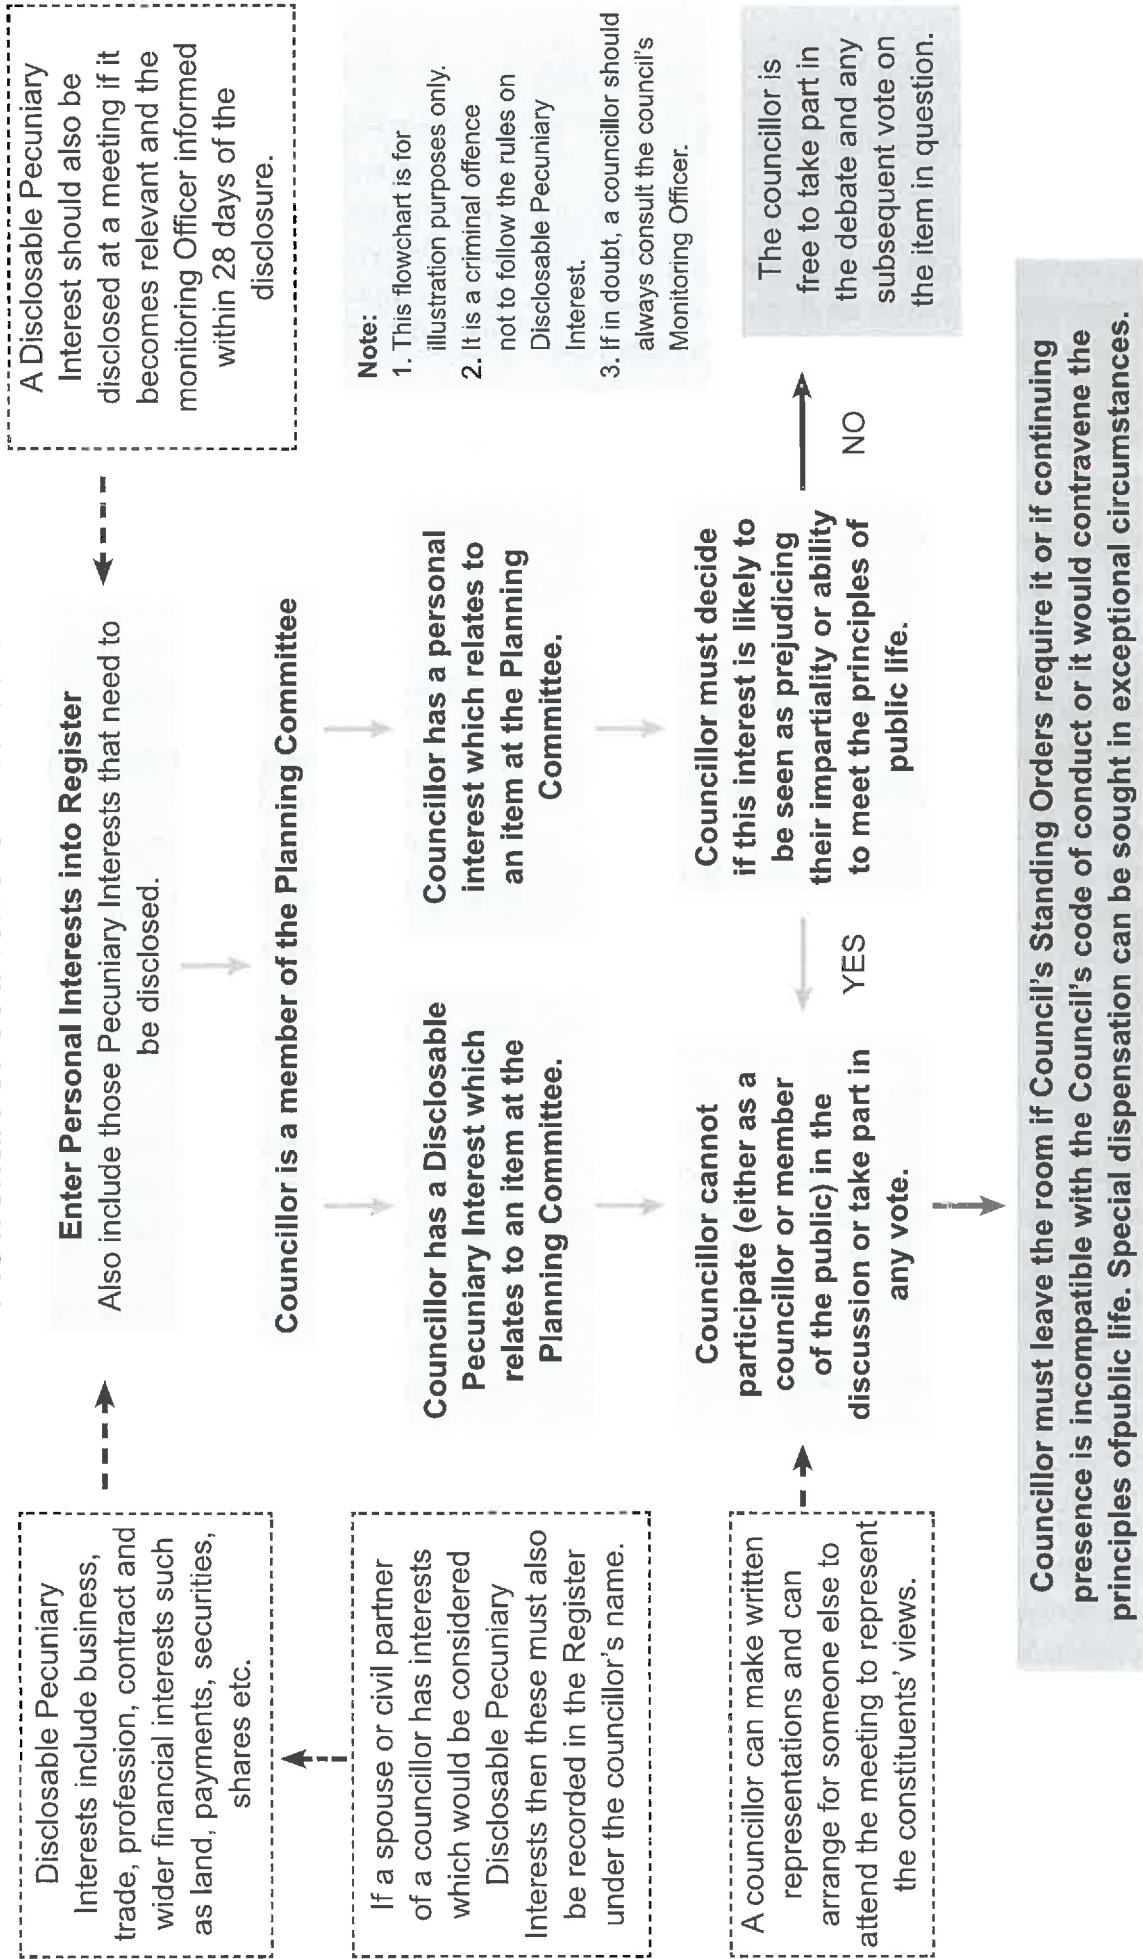 Disclosable Pecuniary
Interests include business,
trade, profession, contract and
wider financial interests such
as land, payments, securities,
shares etc.
Enter Personal Interests into Register
Also include those Pecuniary Interests that need to
be disclosed.
A Disclosable Pecuniary
Interest should also be
disclosed at a meeting if it
becomes relevant and the
monitoring Officer informed
within 28 days of the
disclosure.
Councillor is a member of the Planning Committee
If a spouse or civil partner
of a councillor has interests
which would be considered
Disclosable Pecuniary
Interests then these must also
be recorded in the Register
under the councillor's name.
Councillor has a Disclosable
Pecuniary Interest which
relates to an item at the
Planning Committee.
Councillor has a personal
interest which relates to
an item at the Planning
Committee.
Note:
1. This flowchart is for
illustration purposes only.
2. It is a criminal offence
not to follow the rules on
Disclosable Pecuniary
Interest.
3. If in doubt, a councillor should
always consult the council's
Monitoring Officer.
A councillor can make written
representations and can
arrange for someone else to
attend the meeting to represent
the constituents' views.
Councillor cannot
participate (either as a
councillor or member
of the public) in the
discussion or take part in
any vote.
YES
Councillor must decide
if this interest is likely to
be seen as prejudicing
their impartiality or ability
to meet the principles of
public life.
NO
The councillor is
free to take part in
the debate and any
subsequent vote on
the item in question.
Councillor must leave the room if Council's Standing Orders require it or if continuing
presence is incompatible with the Council's code of conduct or it would contravene the
principles ofpublic life. Special dispensation can be sought in exceptional circumstances.